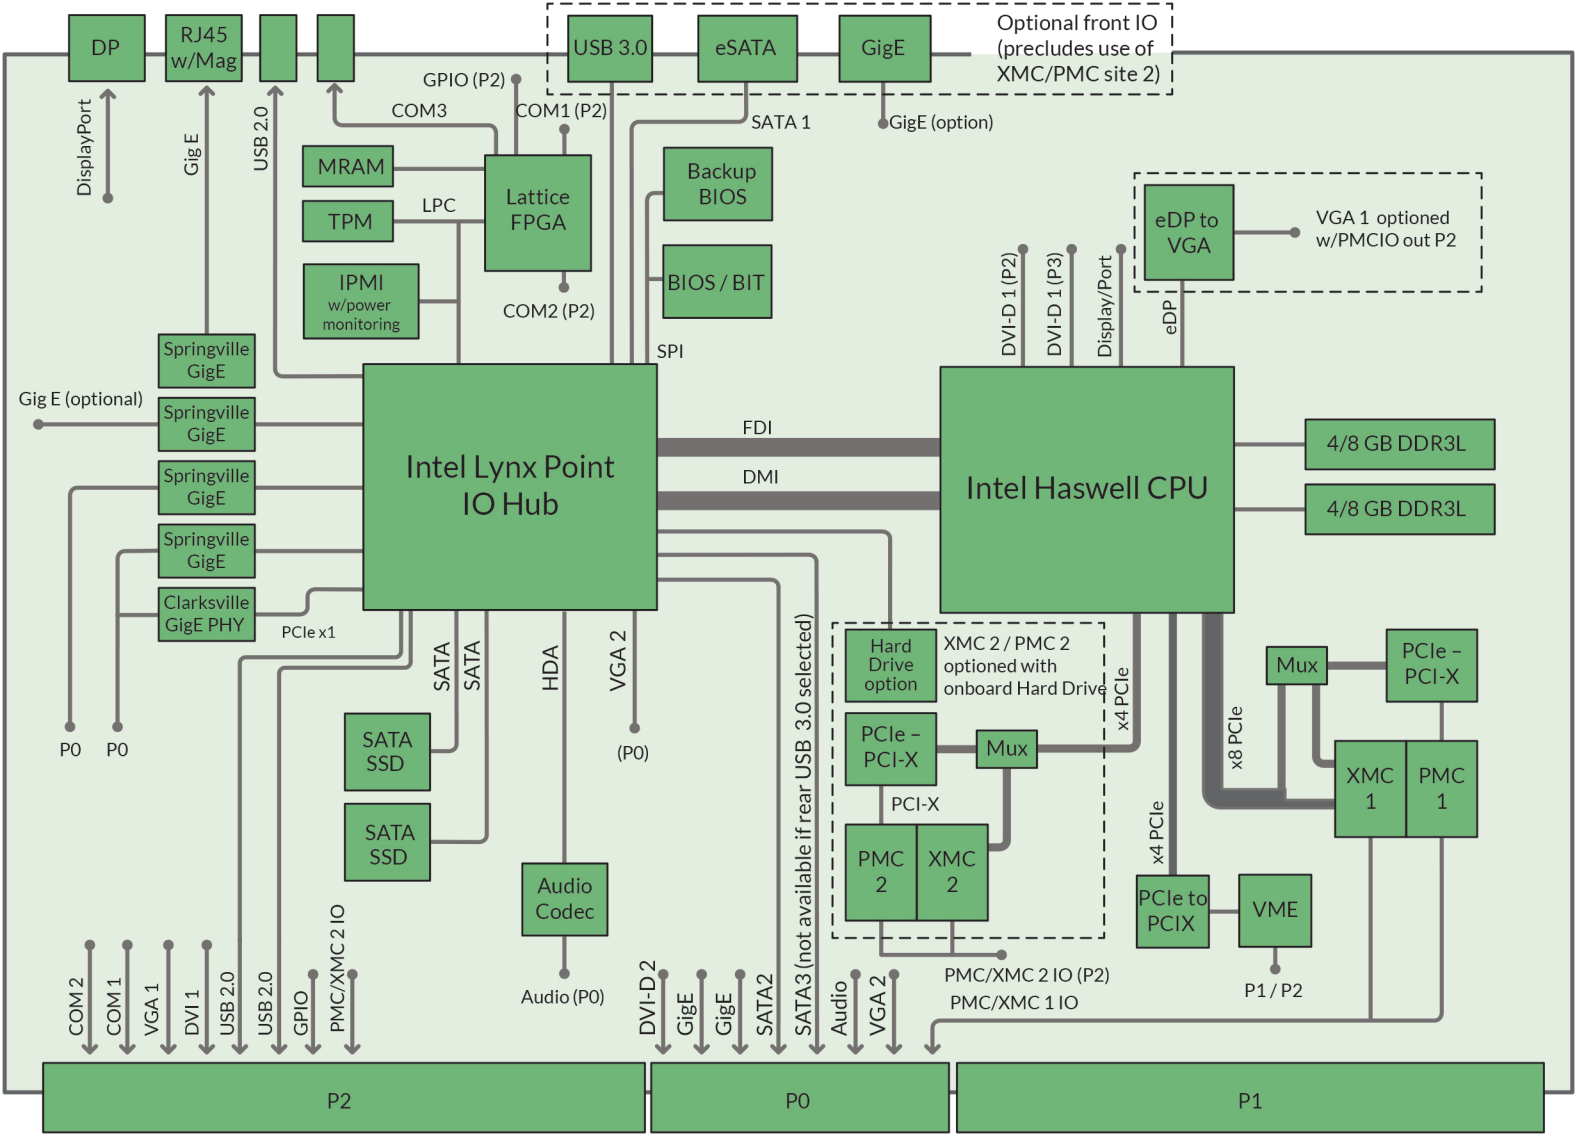 DP
RJ45
w/Mag
USB 3.0
eSATA
GigE
Optional front IO
(precludes use of
XMC/PMC site 2)
DisplayPort
Gig E
USB 2.0
COM3
GPIO (P2)
COM1 (P2)
SATA 1
GigE (option)
MRAM
TPM
LPC
Lattice
FPGA
IPMI
w/power
monitoring
COM2 (P2)
Backup
BIOS
BIOS / BIT
SPI
eDP to
VGA
VGA 1 optioned
w/PMCIO out P2
DVI-D 1 (P2)
DVI-D 1 (P3)
Display/Port
eDP
Springville
GigE
Gig E (optional)
Springville
GigE
Springville
GigE
Springville
GigE
Clarksville
GigE PHY
PCIe x1
P0
P0
Intel Lynx Point
IO Hub
FDI
DMI
Intel Haswell CPU
4/8 GB DDR3L
4/8 GB DDR3L
SATA
SATA
HDA
VGA 2
(P0)
SATA
SSD
SATA
SSD
Audio
Codec
Audio (P0)
Hard
Drive
option
XMC 2 / PMC 2
optioned with
onboard Hard Drive
PCIe –
PCI-X
Mux
PCI-X
PMC
2
XMC
2
x4 PCIe
x4 PCIe
x8 PCIe
Mux
PCIe –
PCI-X
XMC
1
PMC
1
PCIe to
PCIX
VME
P1 / P2
PMC/XMC 2 IO (P2)
PMC/XMC 1 IO
COM 2
COM 1
VGA 1
DVI 1
USB 2.0
USB 2.0
GPIO
PMC/XMC 2 IO
DVI-D 2
GigE
GigE
SATA2
SATA3 (not available if rear USB 3.0 selected)
Audio
VGA 2
P2
P0
P1